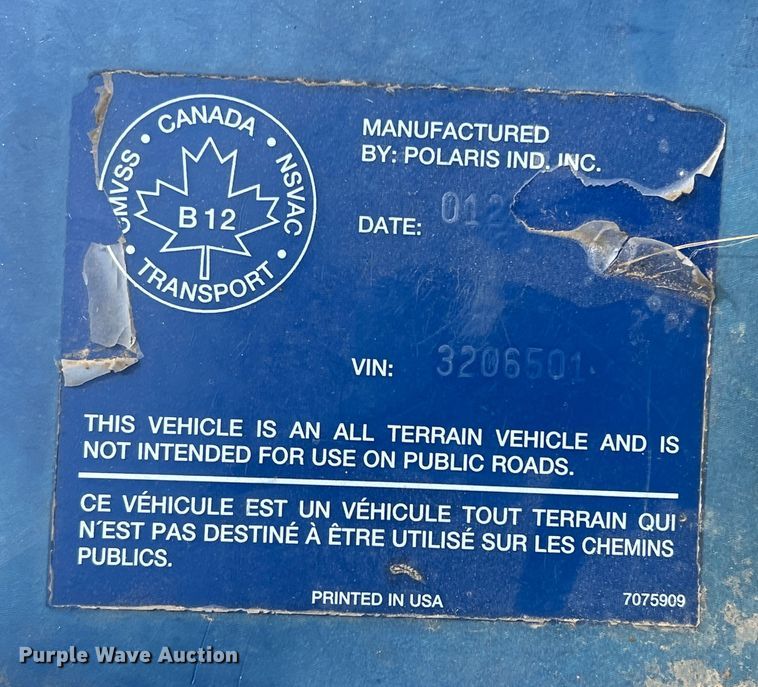 CANADA • NSVAC • TRANSPORT • CMVSS •
B 12
MANUFACTURED
BY: POLARIS IND. INC.
DATE:
VIN: 3206501
THIS VEHICLE IS AN ALL TERRAIN VEHICLE AND IS
NOT INTENDED FOR USE ON PUBLIC ROADS.
CE VÉHICULE EST UN VÉHICULE TOUT TERRAIN QUI
N'EST PAS DESTINÉ À ÊTRE UTILISÉ SUR LES CHEMINS
PUBLICS.
PRINTED IN USA 7075909
Purple Wave Auction